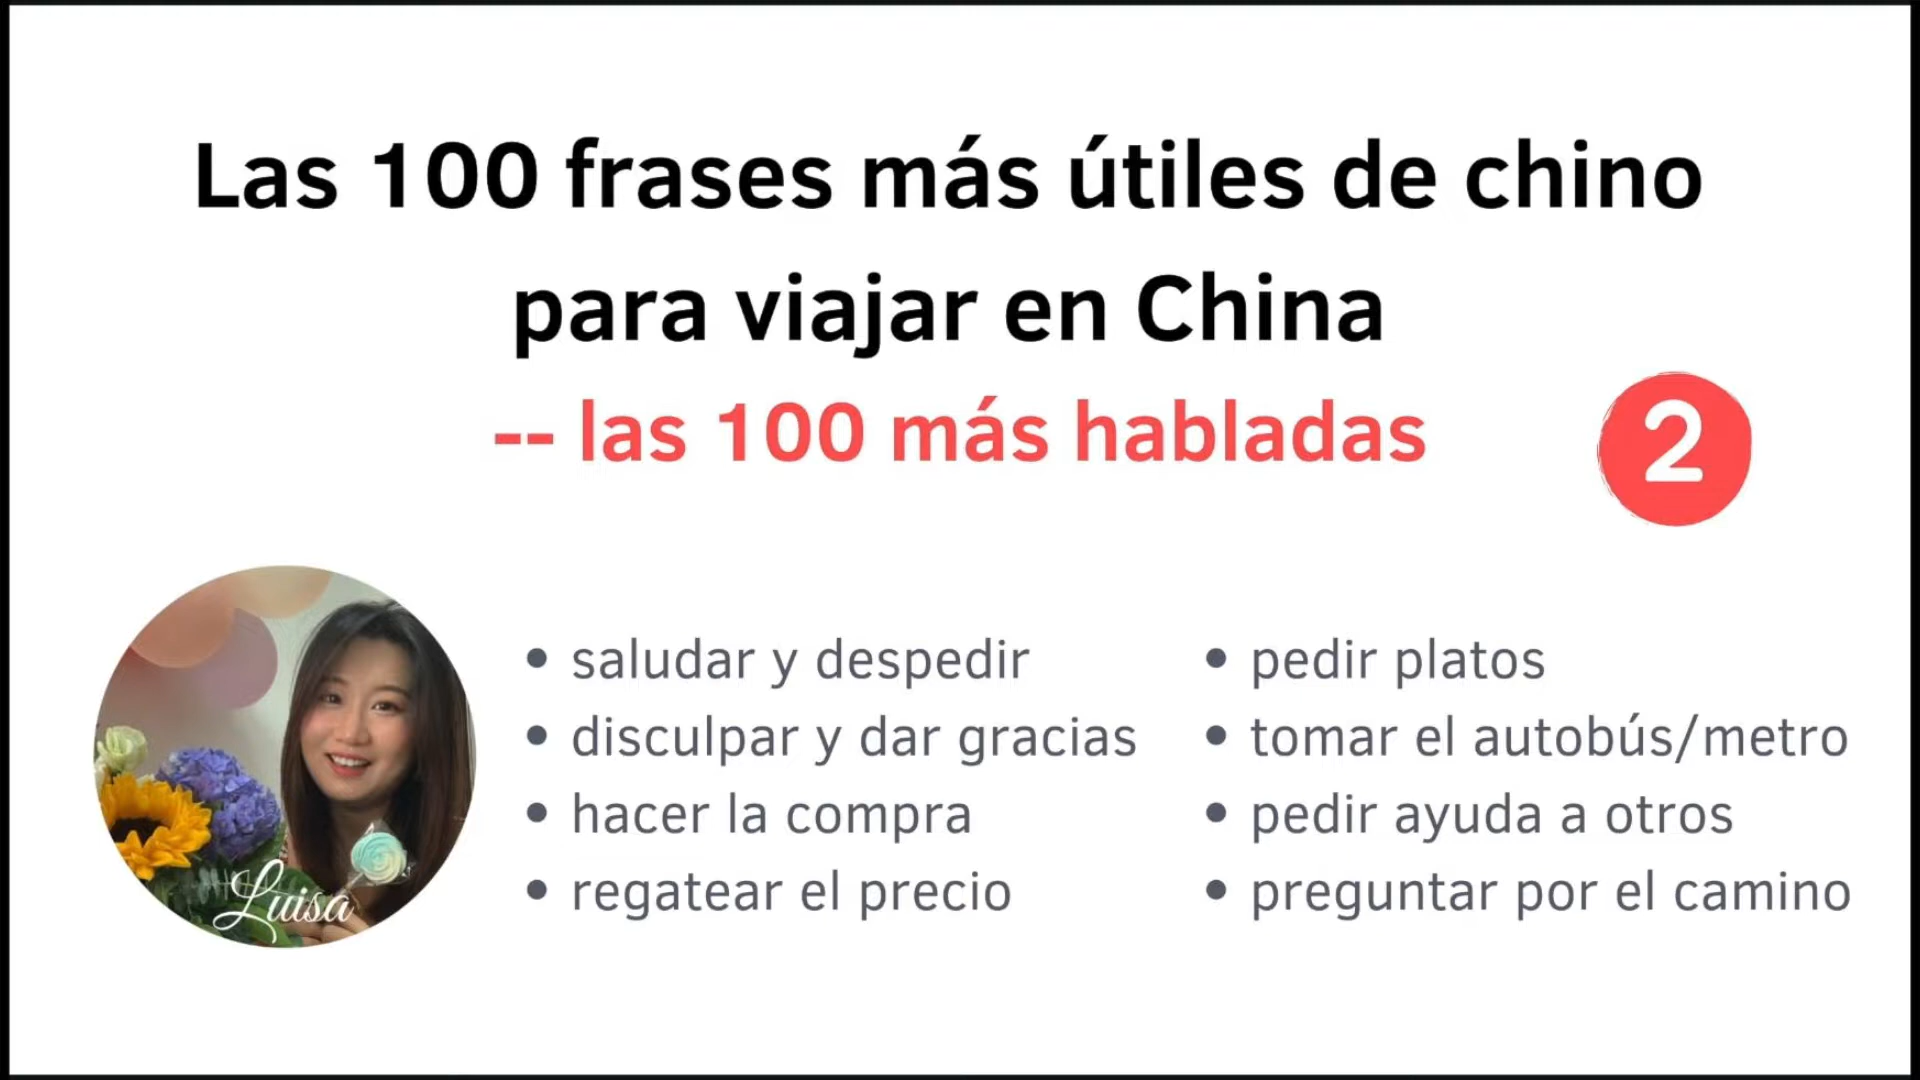 Las 100 frases más útiles de chino
para viajar en China
-- las 100 más habladas
2
Luisa
• saludar y despedir
• disculpar y dar gracias
• hacer la compra
• regatear el precio
• pedir platos
• tomar el autobús/metro
• pedir ayuda a otros
• preguntar por el camino